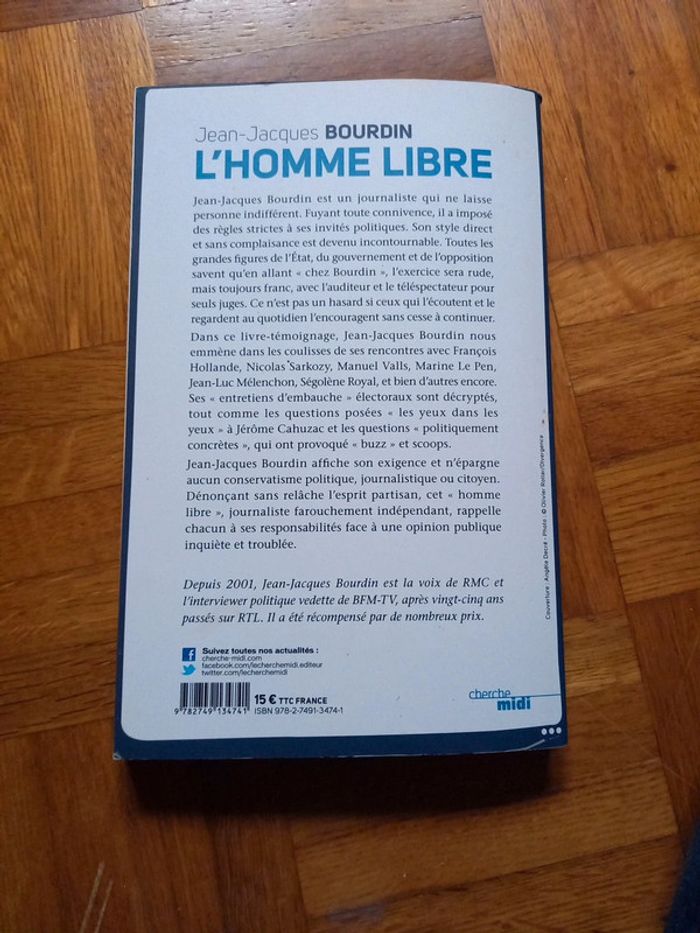 Jean-Jacques BOURDIN
L'HOMME LIBRE
Jean-Jacques Bourdin est un journaliste qui ne laisse
personne indifférent. Fuyant toute connivence, il a imposé
des règles strictes à ses invités politiques. Son style direct
et sans complaisance est devenu incontournable. Toutes les
grandes figures de l'État, du gouvernement et de l'opposition
savent qu'en allant « chez Bourdin », l'exercice sera rude,
mais toujours franc, avec l'auditeur et le téléspectateur pour
seuls juges. Ce n'est pas un hasard si ceux qui l'écoutent et le
regardent au quotidien l'encouragent sans cesse à continuer.
Dans ce livre-témoignage, Jean-Jacques Bourdin nous
emmène dans les coulisses de ses rencontres avec François
Hollande, Nicolas Sarkozy, Manuel Valls, Marine Le Pen,
Jean-Luc Mélenchon, Ségolène Royal, et bien d'autres encore.
Ses « entretiens d'embauche » électoraux sont décryptés,
tout comme les questions posées « les yeux dans les
yeux » à Jérôme Cahuzac et les questions « politiquement
concrètes », qui ont provoqué « buzz » et scoops.
Jean-Jacques Bourdin affiche son exigence et n'épargne
aucun conservatisme politique, journalistique ou citoyen.
Dénonçant sans relâche l'esprit partisan, cet « homme
libre », journaliste farouchement indépendant, rappelle
chacun à ses responsabilités face à une opinion publique
inquiète et troublée.
Depuis 2001, Jean-Jacques Bourdin est la voix de RMC et
l'interviewer politique vedette de BFM-TV, après vingt-cinq ans
passés sur RTL. Il a été récompensé par de nombreux prix.
Suivez toutes nos actualités :
cherche-midi.com
facebook.com/lecherchemidi.editeur
twitter.com/lecherchemidi
15 € TTC FRANCE
9 782749 134741
ISBN 978-2-7491-3474-1
cherche
midi
Couverture : Angéla Decré - Photo : © Olivier Roller/Divergence